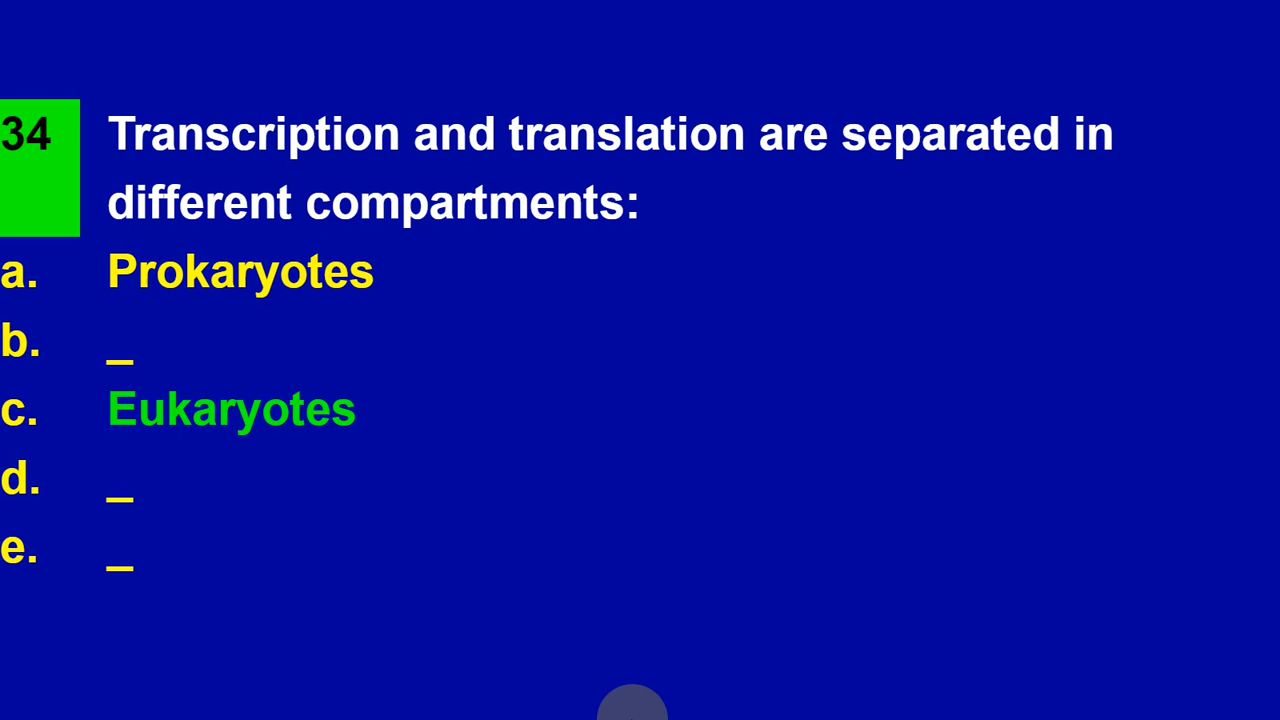 34 Transcription and translation are separated in
different compartments:
a. Prokaryotes
b. _
c. Eukaryotes
d. _
e. _